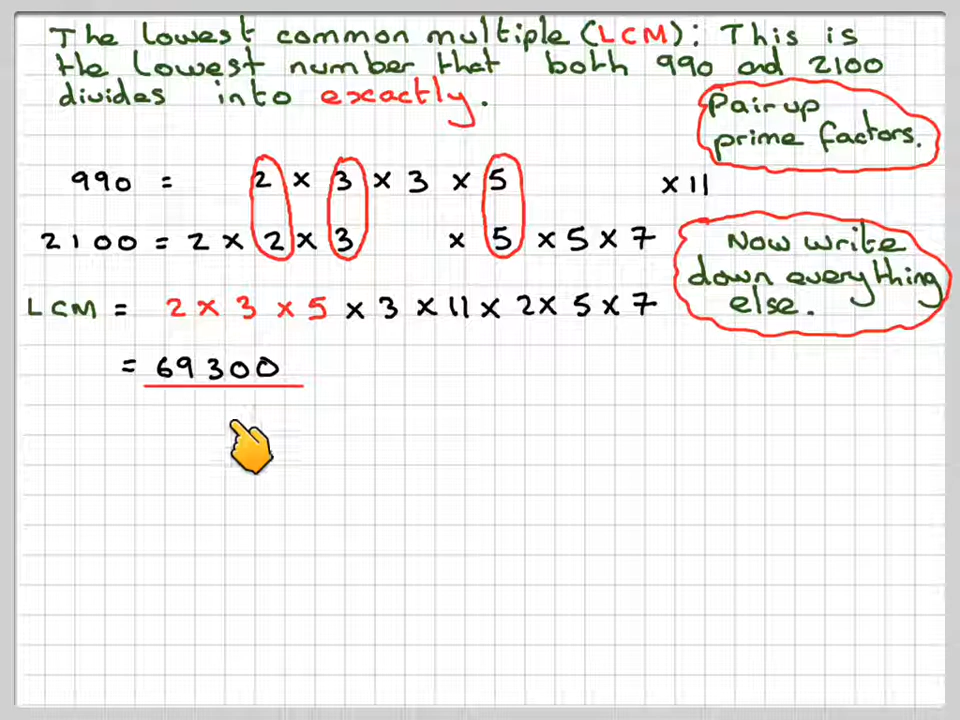 The lowest common multiple (LCM): This is
the lowest number that both 990 and 2100
divides into exactly.
Pair up
prime factors.
990 = 2 × 3 × 3 × 5 × 11
2100 = 2 × 2 × 3 × 5 × 5 × 7
Now write
down everything
else.
LCM = 2 × 3 × 5 × 3 × 11 × 2 × 5 × 7
= 69300